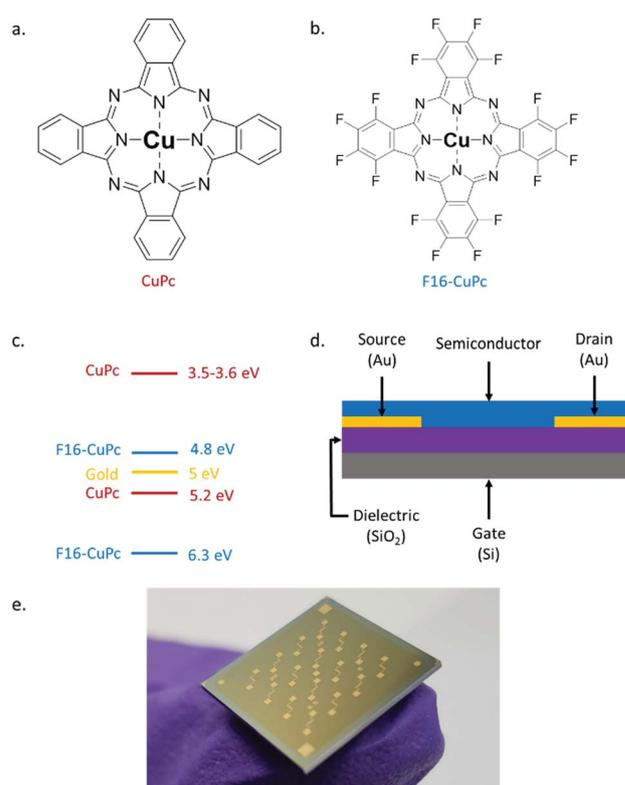 a.
N N
N
N Cu N
N
N N
CuPc
b.
F F
F F
F N N F
N
F F
N Cu N
F F
N
F N N F
F F
F F
F16-CuPc
c.
CuPc 3.5-3.6 eV
F16-CuPc 4.8 eV
Gold 5 eV
CuPc 5.2 eV
F16-CuPc 6.3 eV
d.
Source
(Au)
Semiconductor
Drain
(Au)
Dielectric
(SiO₂)
Gate
(Si)
e.